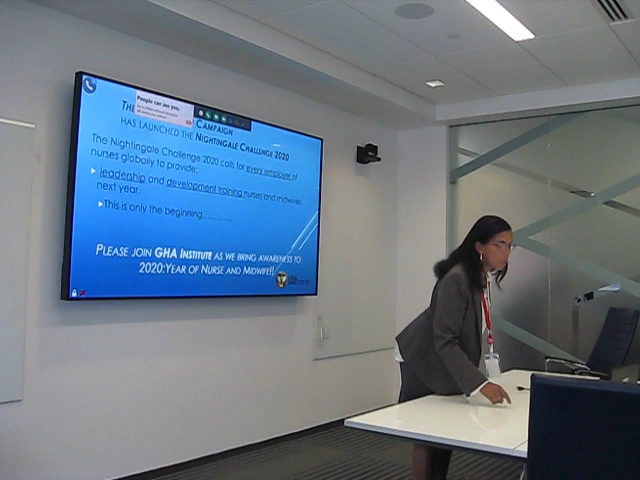 People can see you.
THE
CAMPAIGN
HAS LAUNCHED THE NIGHTINGALE CHALLENGE 2020
The Nightingale Challenge 2020 calls for every employer of
nurses globally to provide:
leadership and development training nurses and midwives
next year.
This is only the beginning.............
PLEASE JOIN GHA INSTITUTE AS WE BRING AWARENESS TO
2020:YEAR OF NURSE AND MIDWIFE!!